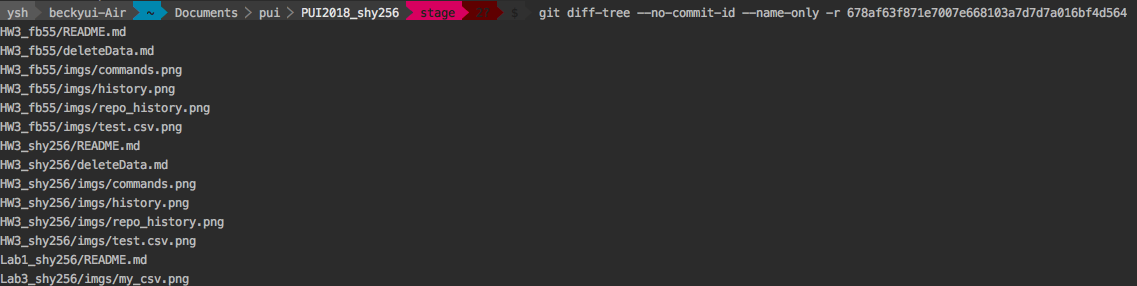 ysh beckyui-Air ~ Documents pui PUI2018_shy256 stage $ git diff-tree --no-commit-id --name-only -r 678af63f871e7007e668103a7d7d7a016bf4d564
HW3_fb55/README.md
HW3_fb55/deleteData.md
HW3_fb55/imgs/commands.png
HW3_fb55/imgs/history.png
HW3_fb55/imgs/repo_history.png
HW3_fb55/imgs/test.csv.png
HW3_shy256/README.md
HW3_shy256/deleteData.md
HW3_shy256/imgs/commands.png
HW3_shy256/imgs/history.png
HW3_shy256/imgs/repo_history.png
HW3_shy256/imgs/test.csv.png
Lab1_shy256/README.md
Lab3_shy256/imgs/my_csv.png